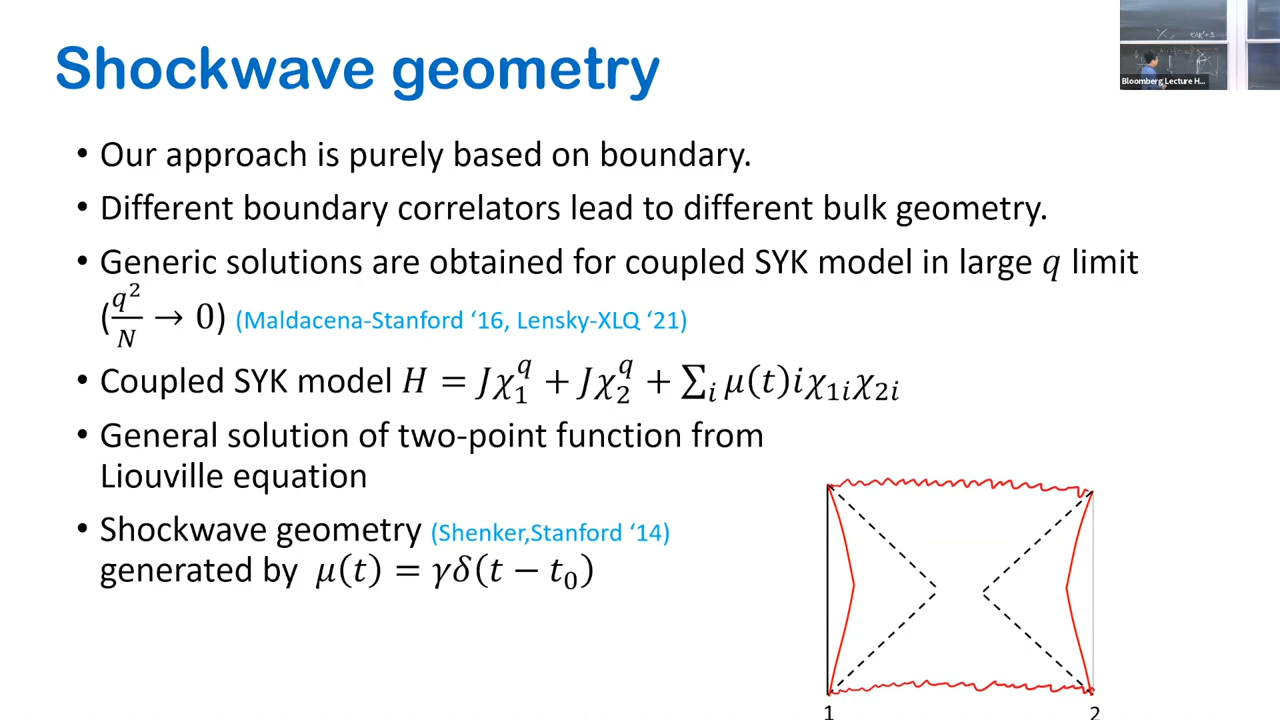 Shockwave geometry
Bloomberg Lecture H...
• Our approach is purely based on boundary.
• Different boundary correlators lead to different bulk geometry.
• Generic solutions are obtained for coupled SYK model in large q limit
(q²/N → 0) (Maldacena-Stanford ‘16, Lensky-XLQ ‘21)
• Coupled SYK model H = Jχ₁^q + Jχ₂^q + ∑ᵢ μ(t)iχ₁ᵢχ₂ᵢ
• General solution of two-point function from
Liouville equation
• Shockwave geometry (Shenker,Stanford ‘14)
generated by μ(t) = γδ(t − t₀)
1 2